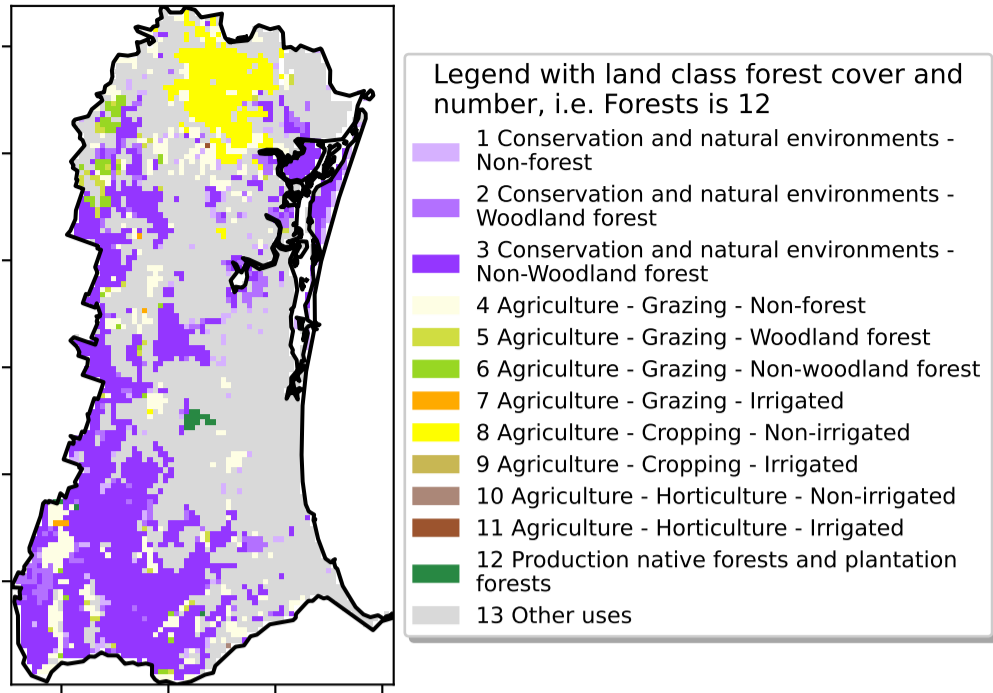 Legend with land class forest cover and
number, i.e. Forests is 12
1 Conservation and natural environments -
Non-forest
2 Conservation and natural environments -
Woodland forest
3 Conservation and natural environments -
Non-Woodland forest
4 Agriculture - Grazing - Non-forest
5 Agriculture - Grazing - Woodland forest
6 Agriculture - Grazing - Non-woodland forest
7 Agriculture - Grazing - Irrigated
8 Agriculture - Cropping - Non-irrigated
9 Agriculture - Cropping - Irrigated
10 Agriculture - Horticulture - Non-irrigated
11 Agriculture - Horticulture - Irrigated
12 Production native forests and plantation
forests
13 Other uses